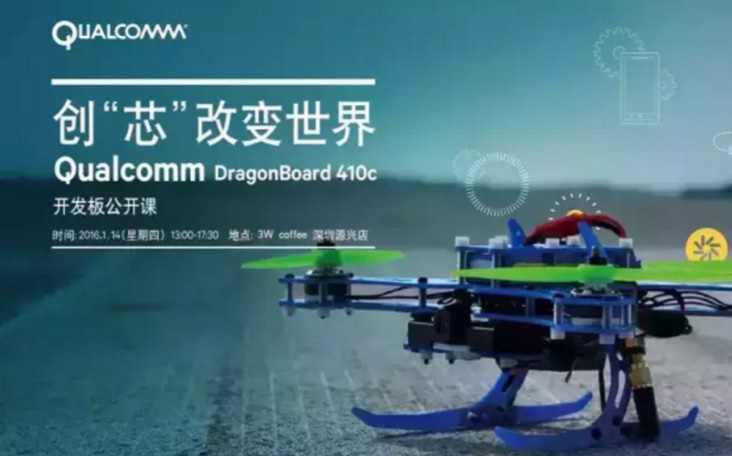 QUALCOMM®
创“芯”改变世界
Qualcomm DragonBoard 410c
开发板公开课
时间: 2016.1.14(星期四) 13:00-17:30 地点: 3W coffee 深圳源兴店